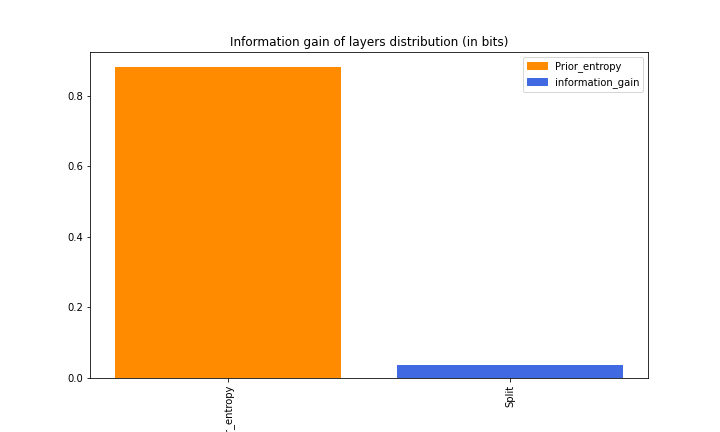 Information gain of layers distribution (in bits)
Prior_entropy
information_gain
0.8
0.6
0.4
0.2
0.0
r_entropy
Split